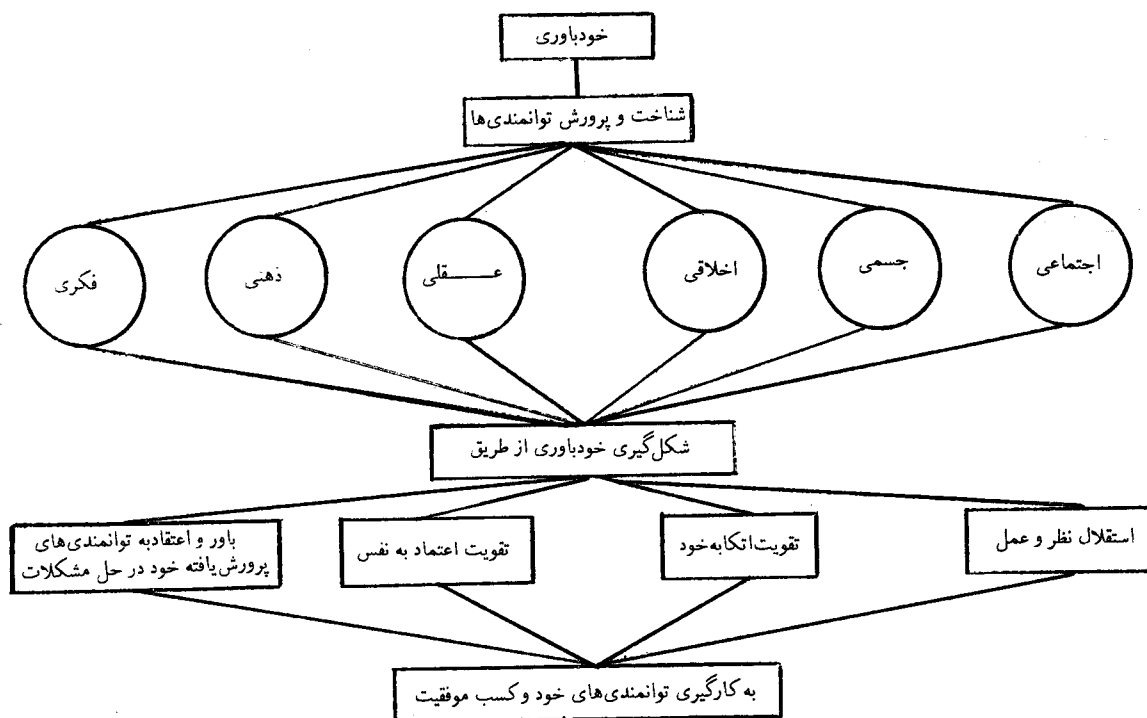 خودباوری
شناخت و پرورش توانمندی‌ها
اجتماعی
جسمی
اخلاقی
عـــــقلی
ذهنی
فکری
شکل‌گیری خودباوری از طریق
استقلال نظر و عمل
تقویت اتکا به خود
تقویت اعتماد به نفس
باور و اعتقاد به توانمندی‌های
پرورش یافته خود در حل مشکلات
به کارگیری توانمندی‌های خود و کسب موفقیت